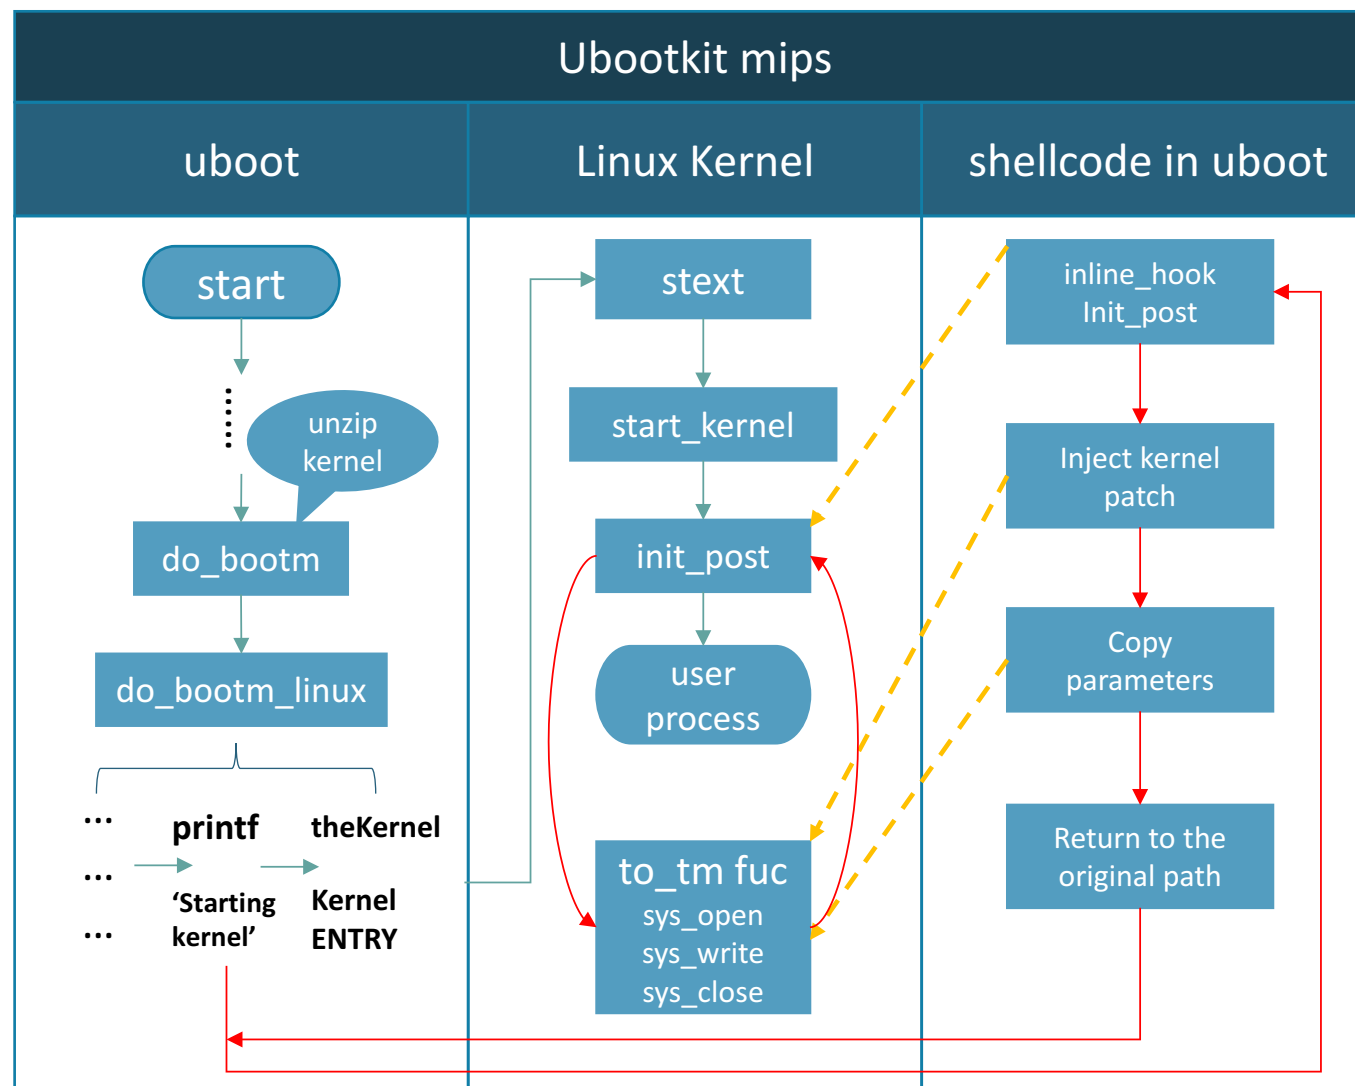 Ubootkit mips
uboot
Linux Kernel
shellcode in uboot
start
......
unzip
kernel
do_bootm
do_bootm_linux
...
...
...
printf
‘Starting
kernel’
theKernel
Kernel
ENTRY
stext
start_kernel
init_post
user
process
to_tm fuc
sys_open
sys_write
sys_close
inline_hook
Init_post
Inject kernel
patch
Copy
parameters
Return to the
original path